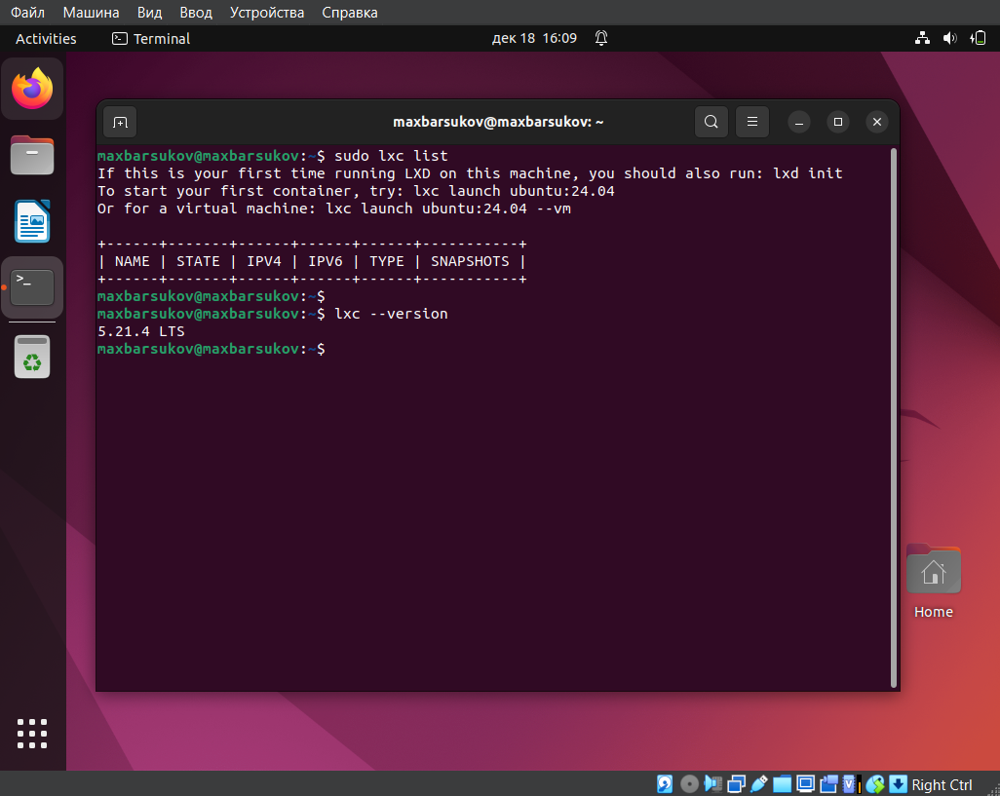 Файл Машина Вид Ввод Устройства Справка
Activities Terminal дек 18 16:09
maxbarsukov@maxbarsukov: ~
maxbarsukov@maxbarsukov:~$ sudo lxc list
If this is your first time running LXD on this machine, you should also run: lxd init
To start your first container, try: lxc launch ubuntu:24.04
Or for a virtual machine: lxc launch ubuntu:24.04 --vm
+------+-------+------+------+------+-----------+
| NAME | STATE | IPV4 | IPV6 | TYPE | SNAPSHOTS |
+------+-------+------+------+------+-----------+
maxbarsukov@maxbarsukov:~$
maxbarsukov@maxbarsukov:~$ lxc --version
5.21.4 LTS
maxbarsukov@maxbarsukov:~$
Home
Right Ctrl